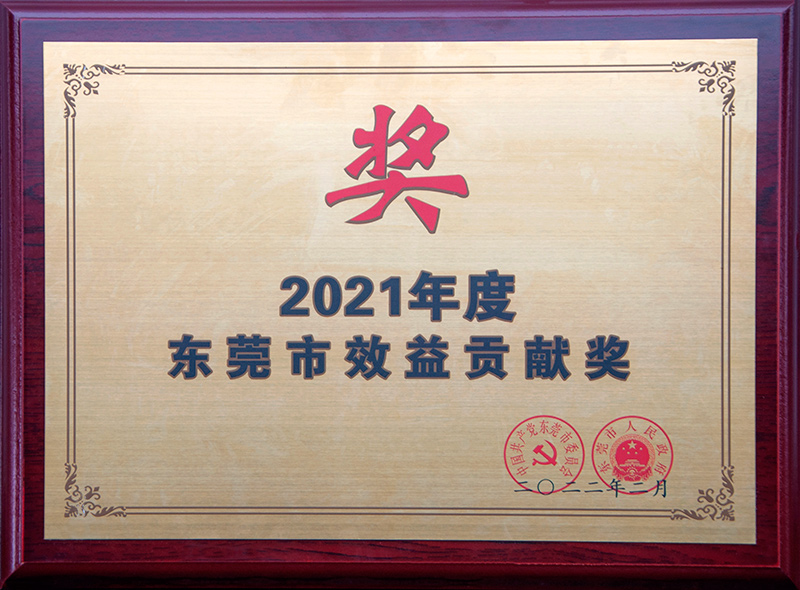 奖
2021年度
东莞市效益贡献奖
中国共产党东莞市委员会
东莞市人民政府
二〇二二年二月